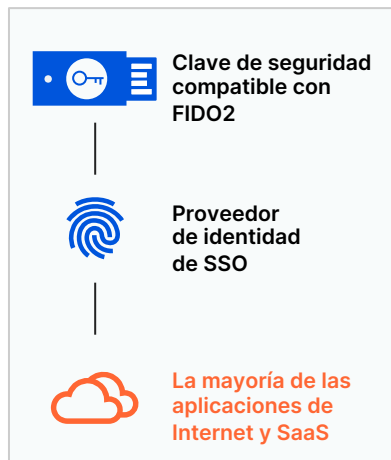 Clave de seguridad
compatible con
FIDO2
Proveedor
de identidad
de SSO
La mayoría de las
aplicaciones de
Internet y SaaS